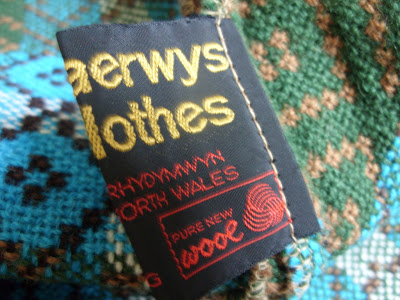 aerwys
lothes
RHYDYMWYN
ORTH WALES
PURE NEW
wool
G